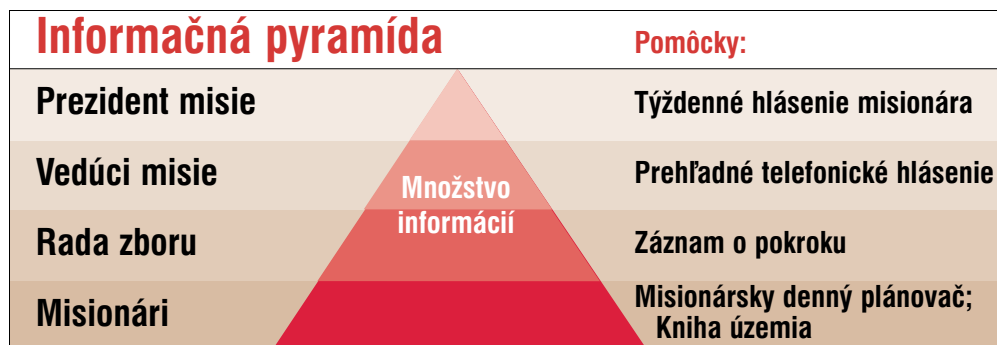 Informačná pyramída
Pomôcky:
Prezident misie
Týždenné hlásenie misionára
Vedúci misie
Množstvo
informácií
Prehľadné telefonické hlásenie
Rada zboru
Záznam o pokroku
Misionári
Misionársky denný plánovač;
Kniha územia